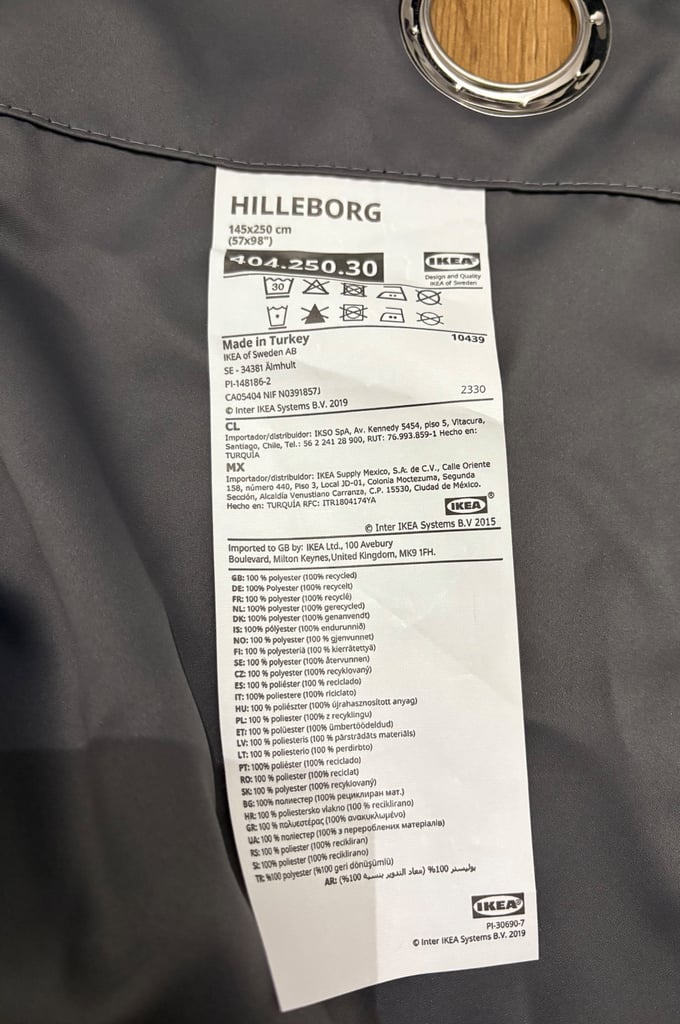 HILLEBORG
145x250 cm
(57x98")
404.250.30
IKEA
Design and Quality
IKEA of Sweden
30
Made in Turkey
10439
IKEA of Sweden AB
SE - 34381 Älmhult
PI-148186-2
CA05404 NIF N0391857J
2330
© Inter IKEA Systems B.V. 2019
CL
Importador/distribuidor: IKSO SpA, Av. Kennedy 5454, piso 5, Vitacura,
Santiago, Chile, Tel.: 56 2 241 28 900, RUT: 76.993.859-1 Hecho en:
TURQUÍA
MX
Importador/distribuidor: IKEA Supply Mexico, S.A. de C.V., Calle Oriente
158, número 440, Piso 3, Local JD-01, Colonia Moctezuma, Segunda
Sección, Alcaldía Venustiano Carranza, C.P. 15530, Ciudad de México.
Hecho en: TURQUÍA RFC: ITR1804174YA
IKEA®
© Inter IKEA Systems B.V 2015
Imported to GB by: IKEA Ltd., 100 Avebury
Boulevard, Milton Keynes,United Kingdom, MK9 1FH.
GB: 100 % polyester (100% recycled)
DE: 100% Polyester (100 % recycelt)
FR: 100 % polyester (100% recyclé)
NL: 100% polyester (100% gerecycled)
DK: 100 % polyester (100% genanvendt)
IS: 100% pólýester (100% endurunnið)
NO: 100 % polyester (100 % gjenvunnet)
FI: 100 % polyesteriä (100 % kierrätettyä)
SE: 100 % polyester (100 % återvunnen)
CZ: 100 % polyester (100 % recyklovaný)
ES: 100 % poliéster (100 % reciclado)
IT: 100% poliestere (100% riciclato)
HU: 100 % poliészter (100% újrahasznosított anyag)
PL: 100 % poliester (100% z recyklingu)
ET: 100 % polüester (100% ümbertöödeldud)
LV: 100 % poliesteris (100 % pārstrādāts materiāls)
LT: 100 % poliesterio (100 % perdirbto)
PT: 100% poliéster (100 % reciclado)
RO: 100 % poliester (100% reciclat)
SK: 100 % polyester (100 % recyklovaný)
BG: 100% полиестер (100% рециклиран мат.)
HR: 100 % poliestersko vlakno (100 % reciklirano)
GR: 100 % πολυεστέρας (100% ανακυκλωμένο)
UA: 100 % поліестер (100% з перероблених матеріалів)
RS: 100 % poliester (100 % recikliran)
SI: 100% poliester (100 % reciklirano)
TR: %100 polyester (%100 geri dönüşümlü)
AR: بوليستر 100% (معاد التدوير بنسبة 100%)
IKEA®
PI-30690-7
© Inter IKEA Systems B.V. 2019